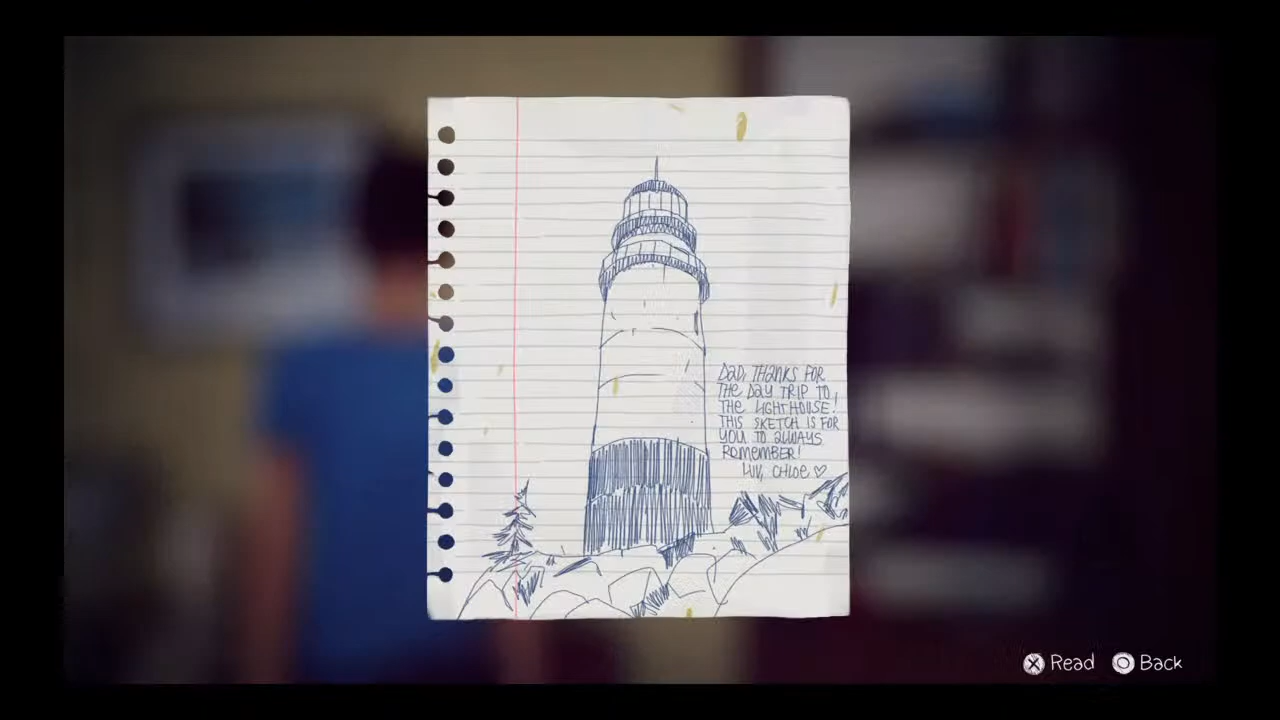 DaD, THaNKS FOR
THE DaY TRIP TO
THE LIGHTHOUSE!
THIS SKETCH IS FOR
YOU TO aLWaYS
REMEMBER!
LUV, CHLOE ♡
Read Back